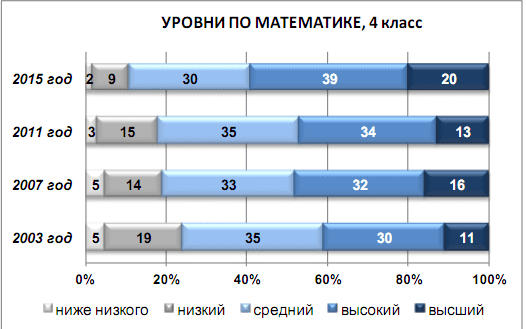 УРОВНИ ПО МАТЕМАТИКЕ, 4 класс
2015 год 2 9 30 39 20
2011 год 3 15 35 34 13
2007 год 5 14 33 32 16
2003 год 5 19 35 30 11
0% 20% 40% 60% 80% 100%
ниже низкого низкий средний высокий высший